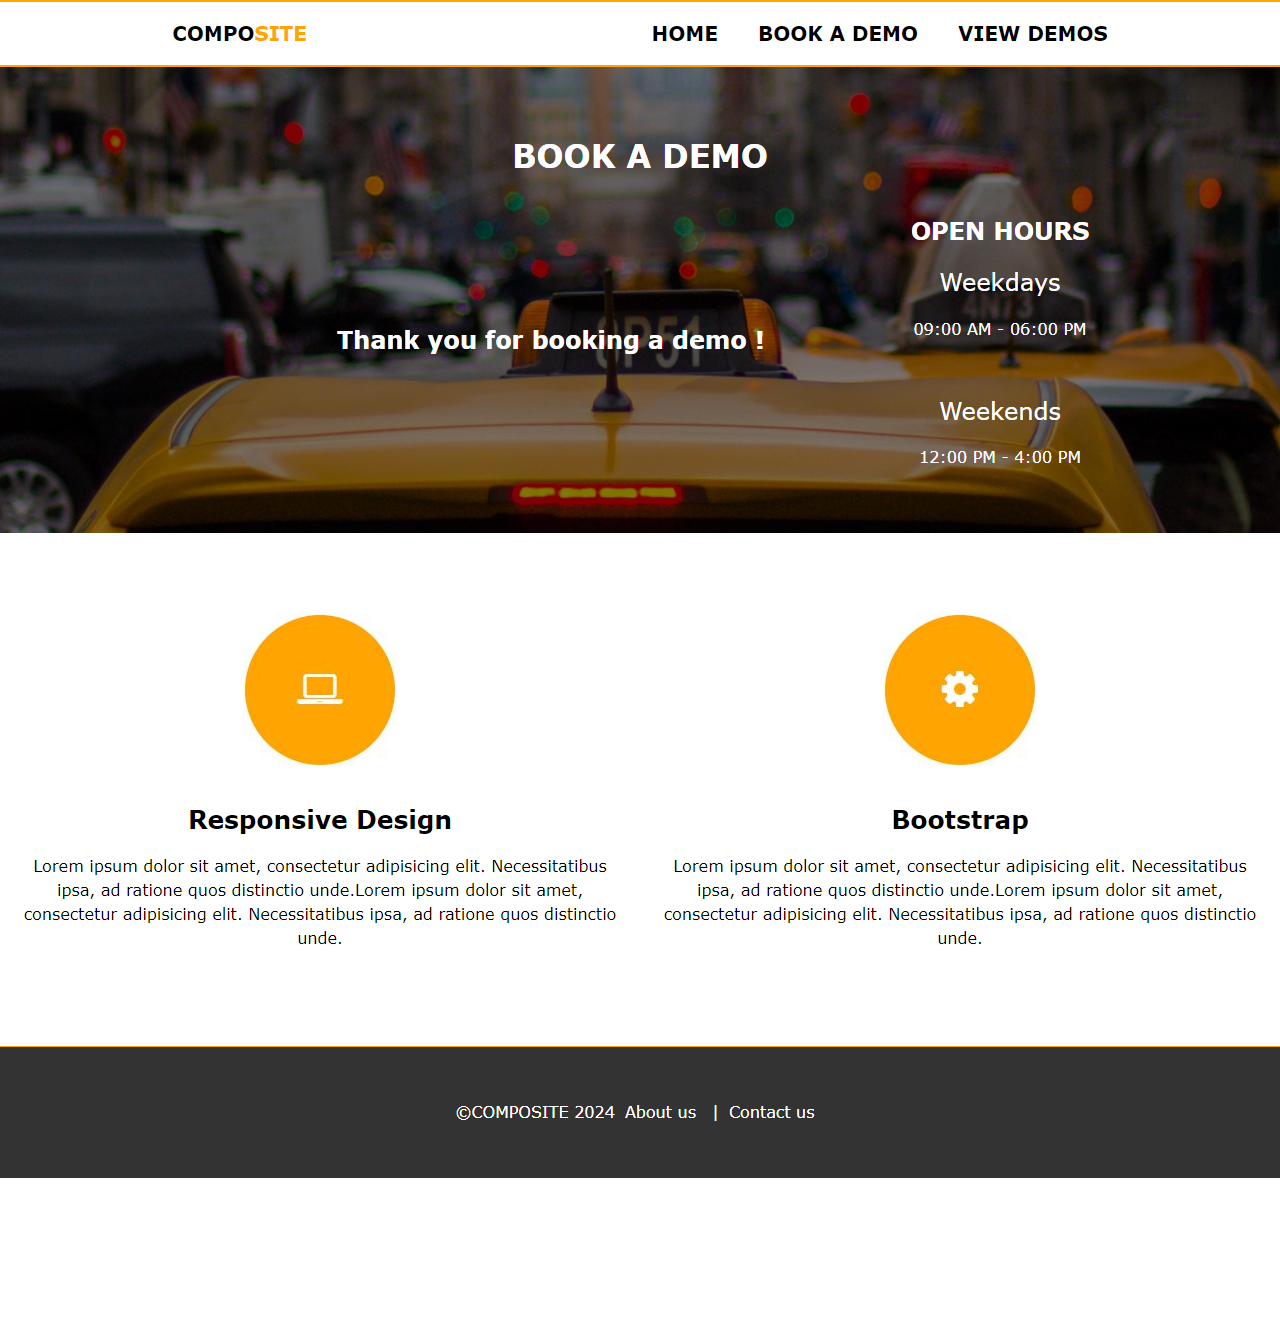 COMPOSITE HOME BOOK A DEMO VIEW DEMOS
BOOK A DEMO
OPEN HOURS
Weekdays
09:00 AM - 06:00 PM
Thank you for booking a demo !
OP51
Weekends
12:00 PM - 4:00 PM
Responsive Design
Lorem ipsum dolor sit amet, consectetur adipisicing elit. Necessitatibus
ipsa, ad ratione quos distinctio unde.Lorem ipsum dolor sit amet,
consectetur adipisicing elit. Necessitatibus ipsa, ad ratione quos distinctio
unde.
Bootstrap
Lorem ipsum dolor sit amet, consectetur adipisicing elit. Necessitatibus
ipsa, ad ratione quos distinctio unde.Lorem ipsum dolor sit amet,
consectetur adipisicing elit. Necessitatibus ipsa, ad ratione quos distinctio
unde.
©COMPOSITE 2024 About us | Contact us